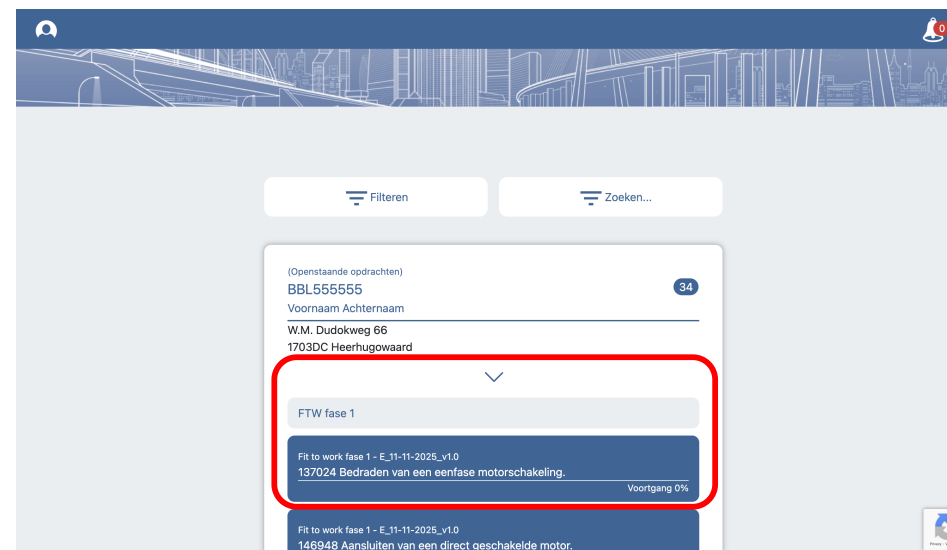 0
Filteren
Zoeken...
(Openstaande opdrachten)
BBL555555
34
Voornaam Achternaam
W.M. Dudokweg 66
1703DC Heerhugowaard
FTW fase 1
Fit to work fase 1 - E_11-11-2025_v1.0
137024 Bedraden van een eenfase motorschakeling.
Voortgang 0%
Fit to work fase 1 - E_11-11-2025_v1.0
146948 Aansluiten van een direct geschakelde motor.